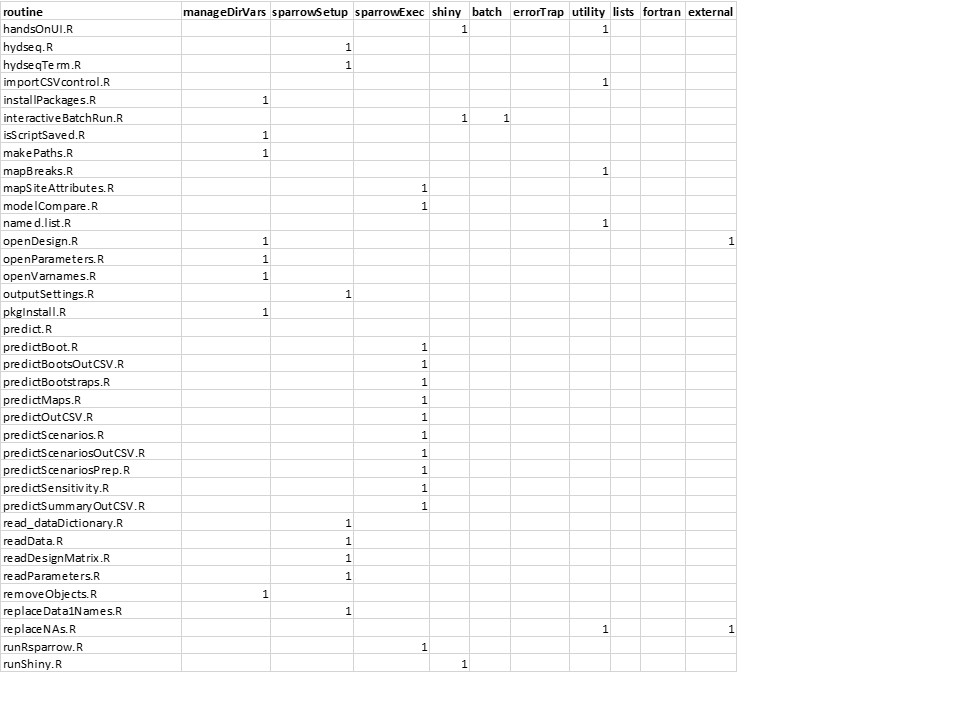 routine manageDirVars sparrowSetup sparrowExec shiny batch errorTrap utility lists fortran external
handsOnUI.R 1 1
hydseq.R 1
hydseqTerm.R 1
importCSVcontrol.R 1
installPackages.R 1
interactiveBatchRun.R 1 1
isScriptSaved.R 1
makePaths.R 1
mapBreaks.R 1
mapSiteAttributes.R 1
modelCompare.R 1
named.list.R 1
openDesign.R 1 1
openParameters.R 1
openVarnames.R 1
outputSettings.R 1
pkgInstall.R 1
predict.R
predictBoot.R 1
predictBootsOutCSV.R 1
predictBootstraps.R 1
predictMaps.R 1
predictOutCSV.R 1
predictScenarios.R 1
predictScenariosOutCSV.R 1
predictScenariosPrep.R 1
predictSensitivity.R 1
predictSummaryOutCSV.R 1
read_dataDictionary.R 1
readData.R 1
readDesignMatrix.R 1
readParameters.R 1
removeObjects.R 1
replaceData1Names.R 1
replaceNAs.R 1 1
runRsparrow.R 1
runShiny.R 1